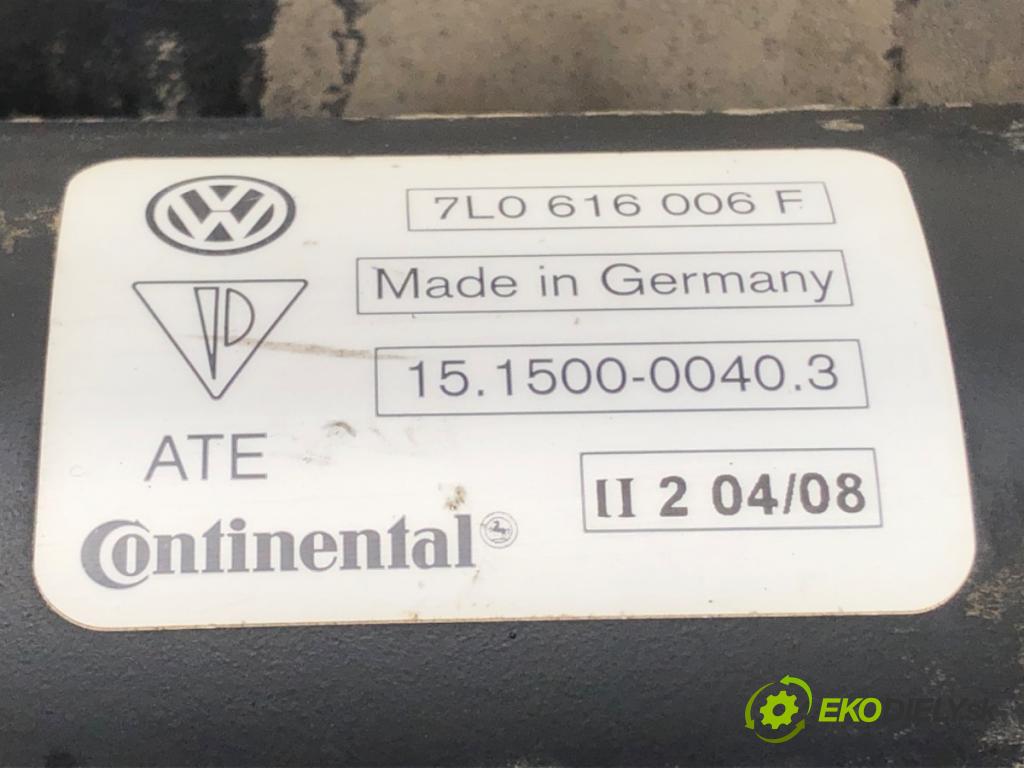 7L0 616 006 F
Made in Germany
15.1500-0040.3
ATE
II 2 04/08
Continental
EKODIELY.sk